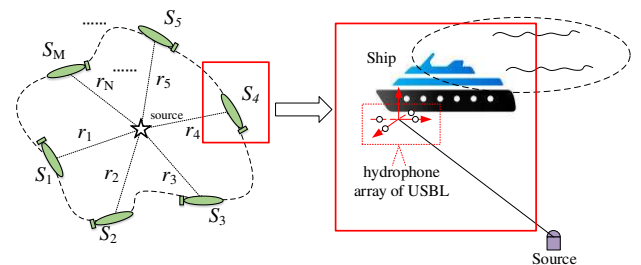 ......
S5
SM
......
rN
r5
source
S4
r4
r1
r2
r3
S1
S2
S3
Ship
hydrophone
array of USBL
Source